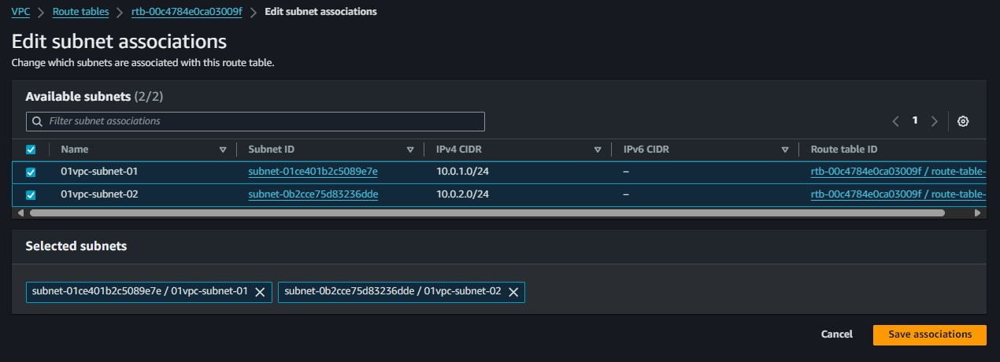 VPC > Route tables > rtb-00c4784e0ca03009f > Edit subnet associations
Edit subnet associations
Change which subnets are associated with this route table.
Available subnets (2/2)
Filter subnet associations
1
Name Subnet ID IPv4 CIDR IPv6 CIDR Route table ID
01vpc-subnet-01 subnet-01ce401b2c5089e7e 10.0.1.0/24 – rtb-00c4784e0ca03009f / route-table-
01vpc-subnet-02 subnet-0b2cce75d83236dde 10.0.2.0/24 – rtb-00c4784e0ca03009f / route-table-
Selected subnets
subnet-01ce401b2c5089e7e / 01vpc-subnet-01 subnet-0b2cce75d83236dde / 01vpc-subnet-02
Cancel Save associations